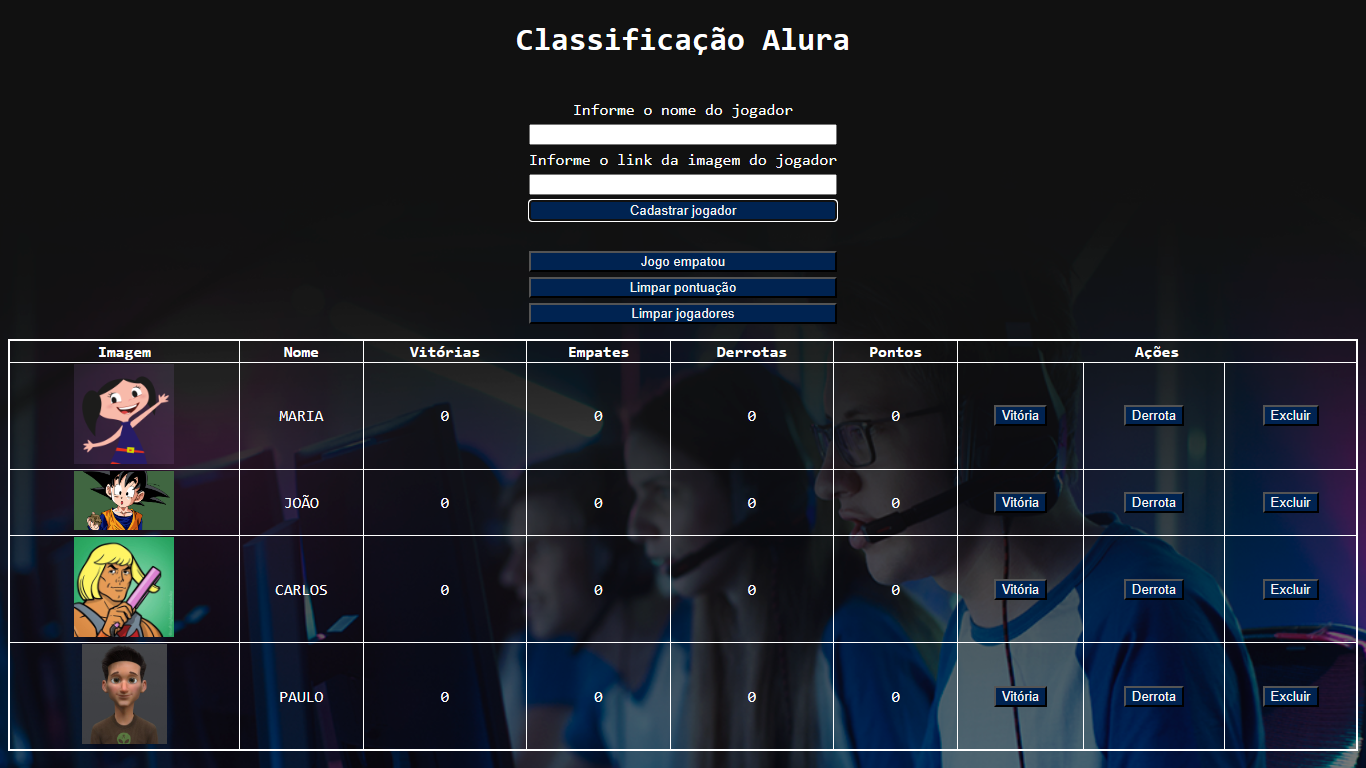 Classificação Alura
Informe o nome do jogador
Informe o link da imagem do jogador
Cadastrar jogador
Jogo empatou
Limpar pontuação
Limpar jogadores
Imagem Nome Vitórias Empates Derrotas Pontos Ações
MARIA 0 0 0 0 Vitória Derrota Excluir
JOÃO 0 0 0 0 Vitória Derrota Excluir
CARLOS 0 0 0 0 Vitória Derrota Excluir
PAULO 0 0 0 0 Vitória Derrota Excluir